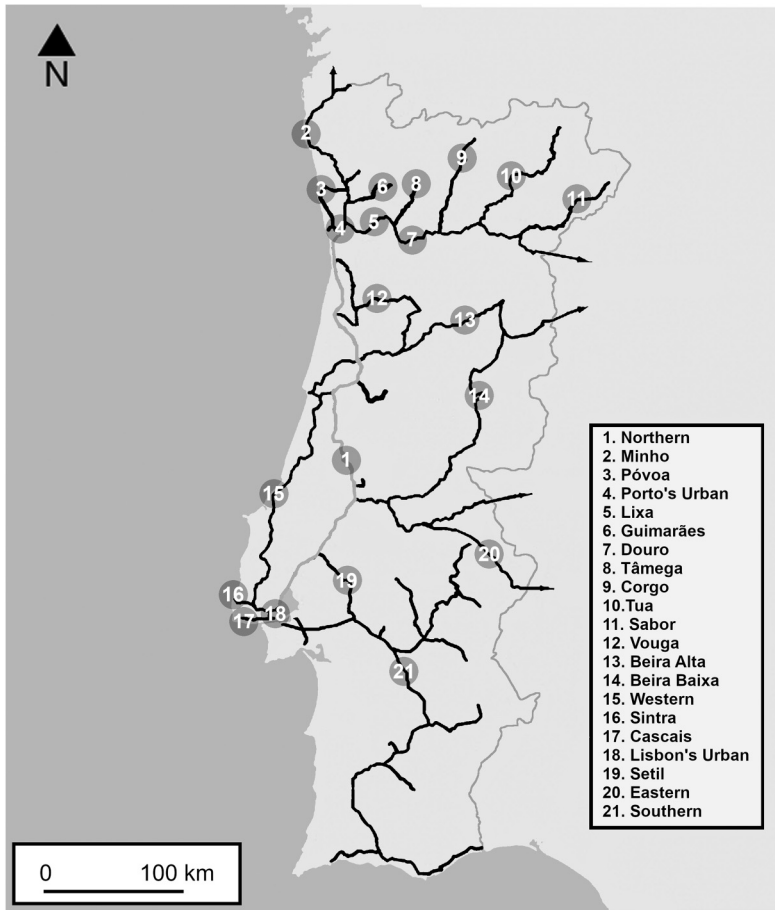 N
2
9
10
3
6
8
11
5
4
7
12
13
14
1
15
20
19
16
18
17
21
1. Northern
2. Minho
3. Póvoa
4. Porto's Urban
5. Lixa
6. Guimarães
7. Douro
8. Tâmega
9. Corgo
10.Tua
11. Sabor
12. Vouga
13. Beira Alta
14. Beira Baixa
15. Western
16. Sintra
17. Cascais
18. Lisbon's Urban
19. Setil
20. Eastern
21. Southern
0 100 km